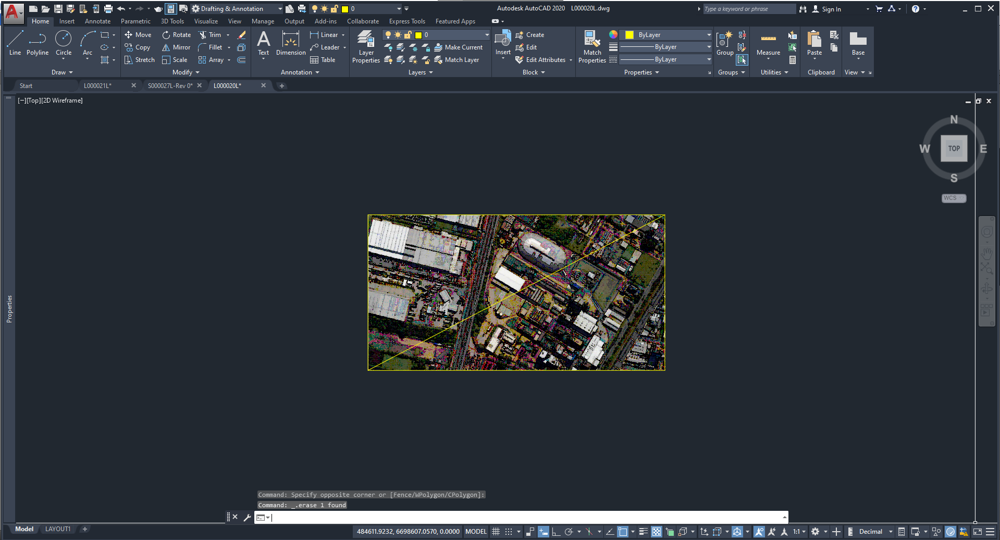 Drafting & Annotation
0
Autodesk AutoCAD 2020 L000020L.dwg
Type a keyword or phrase
Sign In
Home Insert Annotate Parametric 3D Tools Visualize View Manage Output Add-ins Collaborate Express Tools Featured Apps
Line
Polyline
Circle
Arc
Draw
Move
Rotate
Trim
Copy
Mirror
Fillet
Stretch
Scale
Array
Modify
Text
Dimension
Linear
Leader
Table
Annotation
Layer
Properties
0
Make Current
Match Layer
Layers
Insert
Create
Edit
Edit Attributes
Block
Match
Properties
ByLayer
ByLayer
ByLayer
Properties
Group
Groups
Measure
Utilities
Paste
Clipboard
Base
View
Start
L000021L*
S000027L-Rev 0*
L000020L*
[−][Top][2D Wireframe]
N
W
TOP
E
S
WCS
Properties
Command: Specify opposite corner or [Fence/WPolygon/CPolygon]:
Command: _.erase 1 found
Model
LAYOUT1
484611.9232, 6698607.0570, 0.0000
MODEL
1:1
Decimal